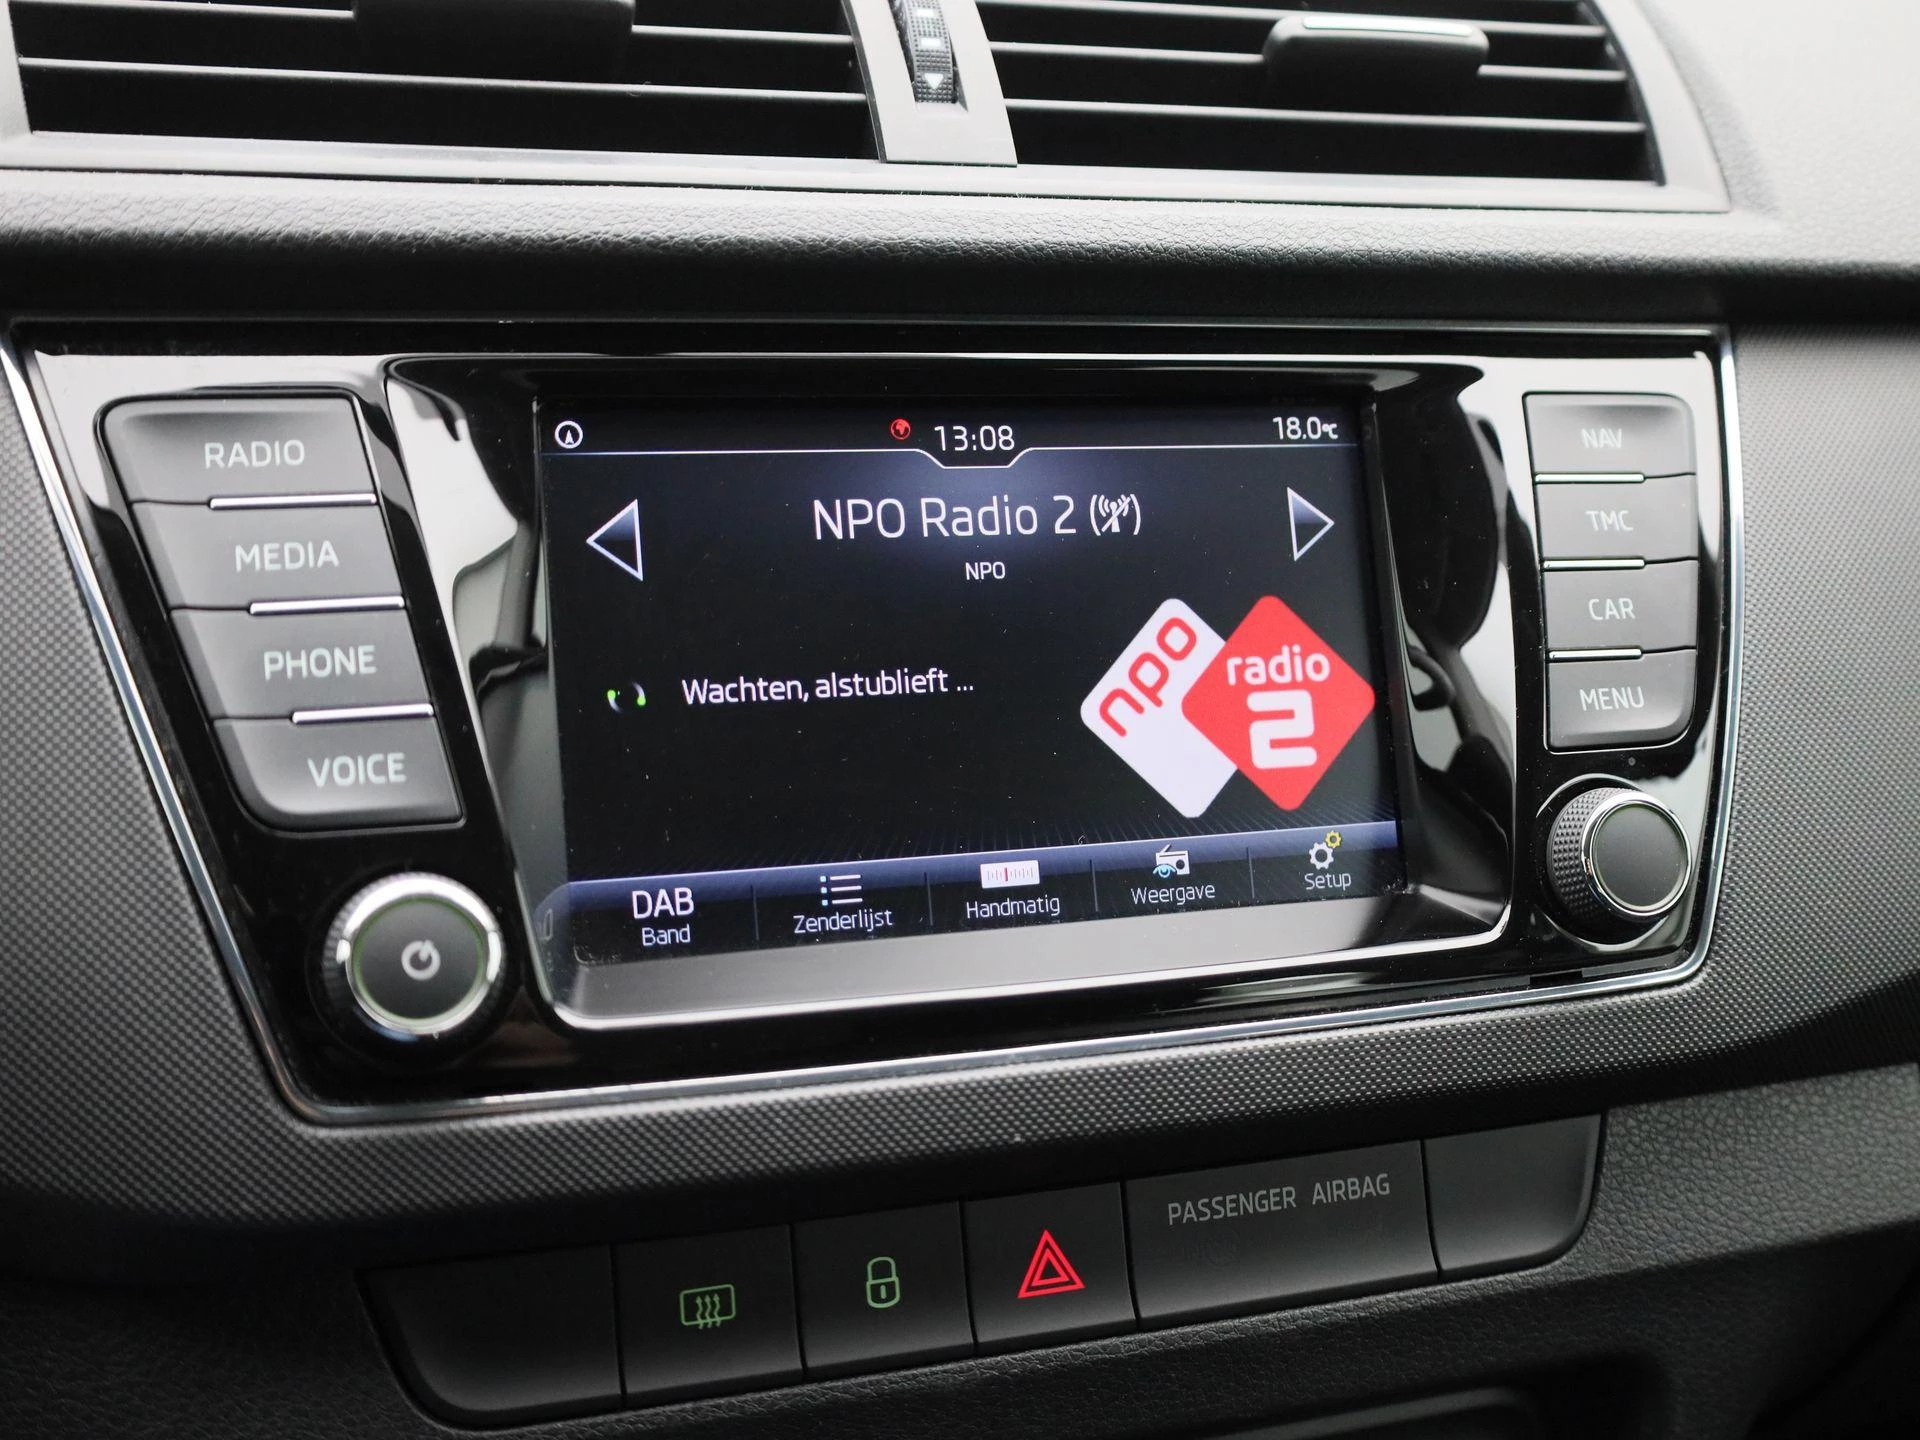 RADIO
MEDIA
PHONE
VOICE
13:08
18.0°C
NPO Radio 2
NPO
Wachten, alstublieft ...
npo
radio
2
DAB
Band
Zenderlijst
Handmatig
Weergave
Setup
NAV
TMC
CAR
MENU
PASSENGER AIRBAG